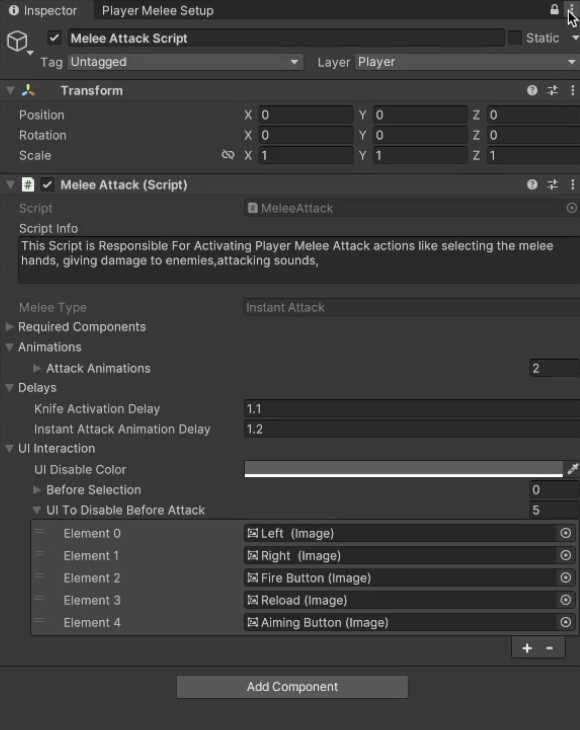 Inspector Player Melee Setup
Melee Attack Script Static
Tag Untagged Layer Player
Transform
Position X 0 Y 0 Z 0
Rotation X 0 Y 0 Z 0
Scale X 1 Y 1 Z 1
# Melee Attack (Script)
Script MeleeAttack
Script Info
This Script is Responsible For Activating Player Melee Attack actions like selecting the melee
hands, giving damage to enemies,attacking sounds,
Melee Type Instant Attack
Required Components
Animations
Attack Animations 2
Delays
Knife Activation Delay 1.1
Instant Attack Animation Delay 1.2
UI Interaction
UI Disable Color
Before Selection 0
UI To Disable Before Attack 5
Element 0 Left (Image)
Element 1 Right (Image)
Element 2 Fire Button (Image)
Element 3 Reload (Image)
Element 4 Aiming Button (Image)
+ -
Add Component